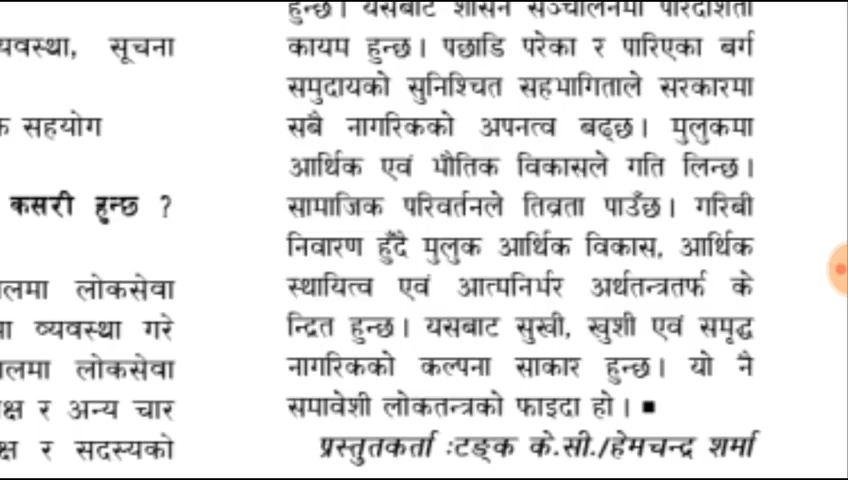 यवस्था, सूचना
क सहयोग
कसरी हुन्छ ?
ालमा लोकसेवा
मा व्यवस्था गरे
ालमा लोकसेवा
क्ष र अन्य चार
क्ष र सदस्यको
हुन्छ। यसबाट शासन सञ्चालनमा पारदर्शिता
कायम हुन्छ। पछाडि परेका र पारिएका बर्ग
समुदायको सुनिश्चित सहभागिताले सरकारमा
सबै नागरिकको अपनत्व बढ्छ। मुलुकमा
आर्थिक एवं भौतिक विकासले गति लिन्छ।
सामाजिक परिवर्तनले तिव्रता पाउँछ। गरिबी
निवारण हुँदै मुलुक आर्थिक विकास, आर्थिक
स्थायित्व एवं आत्मनिर्भर अर्थतन्त्रतर्फ के
न्द्रित हुन्छ। यसबाट सुखी, खुशी एवं समृद्ध
नागरिकको कल्पना साकार हुन्छ। यो नै
समावेशी लोकतन्त्रको फाइदा हो। ■
प्रस्तुतकर्ता :टङ्क के.सी./हेमचन्द्र शर्मा